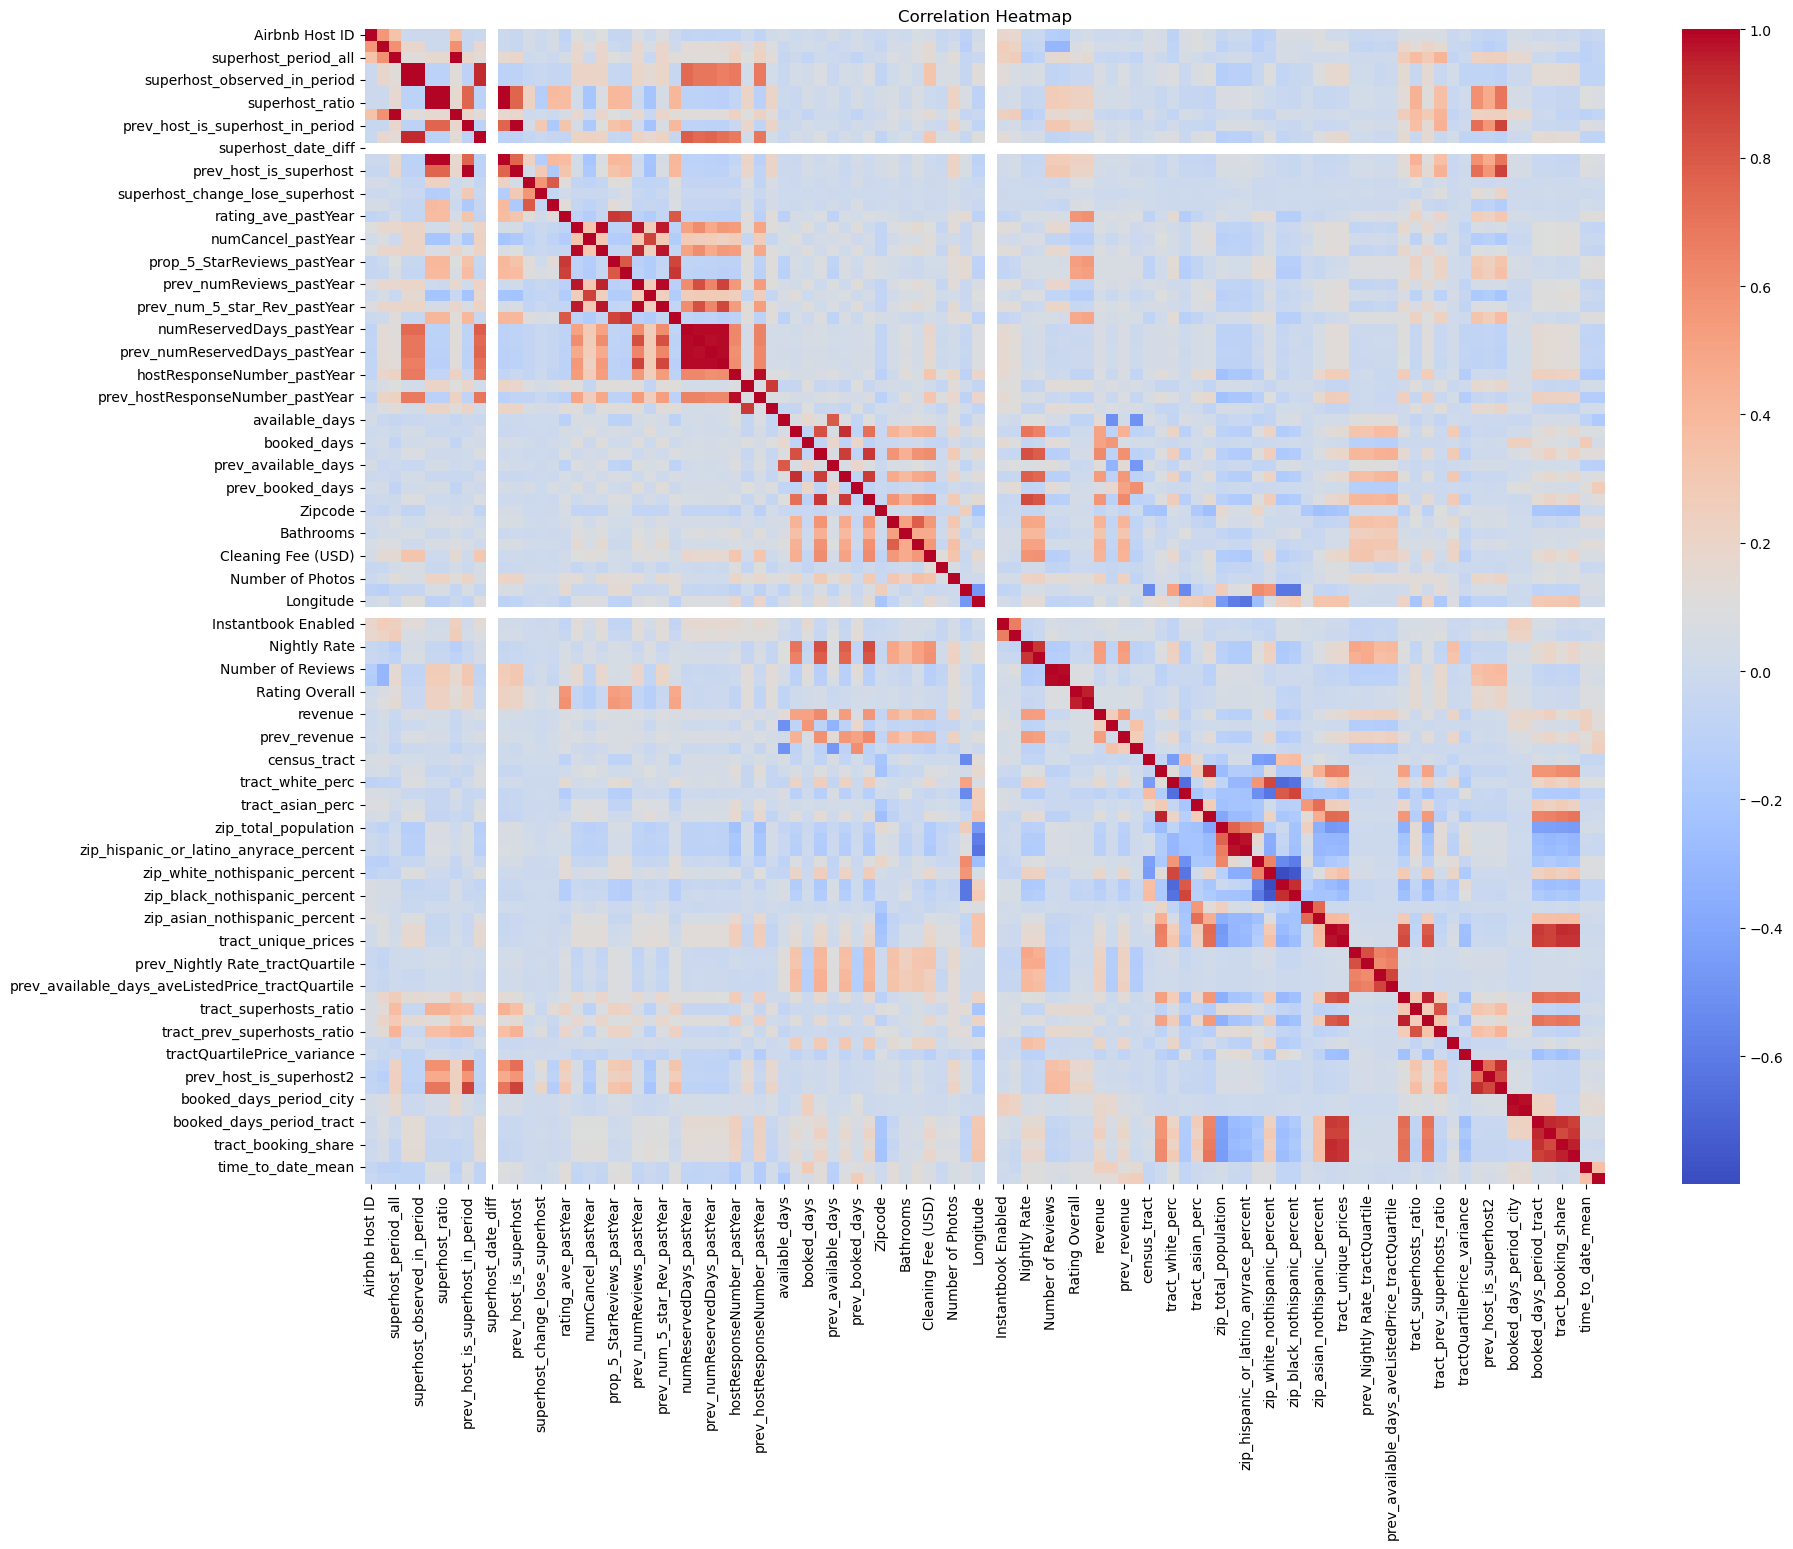 Correlation Heatmap
Airbnb Host ID
superhost_period_all
superhost_observed_in_period
superhost_ratio
prev_host_is_superhost_in_period
superhost_date_diff
prev_host_is_superhost
superhost_change_lose_superhost
rating_ave_pastYear
numCancel_pastYear
prop_5_StarReviews_pastYear
prev_numReviews_pastYear
prev_num_5_star_Rev_pastYear
numReservedDays_pastYear
prev_numReservedDays_pastYear
hostResponseNumber_pastYear
prev_hostResponseNumber_pastYear
available_days
booked_days
prev_available_days
prev_booked_days
Zipcode
Bathrooms
Cleaning Fee (USD)
Number of Photos
Longitude
Instantbook Enabled
Nightly Rate
Number of Reviews
Rating Overall
revenue
prev_revenue
census_tract
tract_white_perc
tract_asian_perc
zip_total_population
zip_hispanic_or_latino_anyrace_percent
zip_white_nothispanic_percent
zip_black_nothispanic_percent
zip_asian_nothispanic_percent
tract_unique_prices
prev_Nightly Rate_tractQuartile
prev_available_days_aveListedPrice_tractQuartile
tract_superhosts_ratio
tract_prev_superhosts_ratio
tractQuartilePrice_variance
prev_host_is_superhost2
booked_days_period_city
booked_days_period_tract
tract_booking_share
time_to_date_mean
Airbnb Host ID
superhost_period_all
superhost_observed_in_period
superhost_ratio
prev_host_is_superhost_in_period
superhost_date_diff
prev_host_is_superhost
superhost_change_lose_superhost
rating_ave_pastYear
numCancel_pastYear
prop_5_StarReviews_pastYear
prev_numReviews_pastYear
prev_num_5_star_Rev_pastYear
numReservedDays_pastYear
prev_numReservedDays_pastYear
hostResponseNumber_pastYear
prev_hostResponseNumber_pastYear
available_days
booked_days
prev_available_days
prev_booked_days
Zipcode
Bathrooms
Cleaning Fee (USD)
Number of Photos
Longitude
Instantbook Enabled
Nightly Rate
Number of Reviews
Rating Overall
revenue
prev_revenue
census_tract
tract_white_perc
tract_asian_perc
zip_total_population
zip_hispanic_or_latino_anyrace_percent
zip_white_nothispanic_percent
zip_black_nothispanic_percent
zip_asian_nothispanic_percent
tract_unique_prices
prev_Nightly Rate_tractQuartile
prev_available_days_aveListedPrice_tractQuartile
tract_superhosts_ratio
tract_prev_superhosts_ratio
tractQuartilePrice_variance
prev_host_is_superhost2
booked_days_period_city
booked_days_period_tract
tract_booking_share
time_to_date_mean
1.0
0.8
0.6
0.4
0.2
0.0
−0.2
−0.4
−0.6